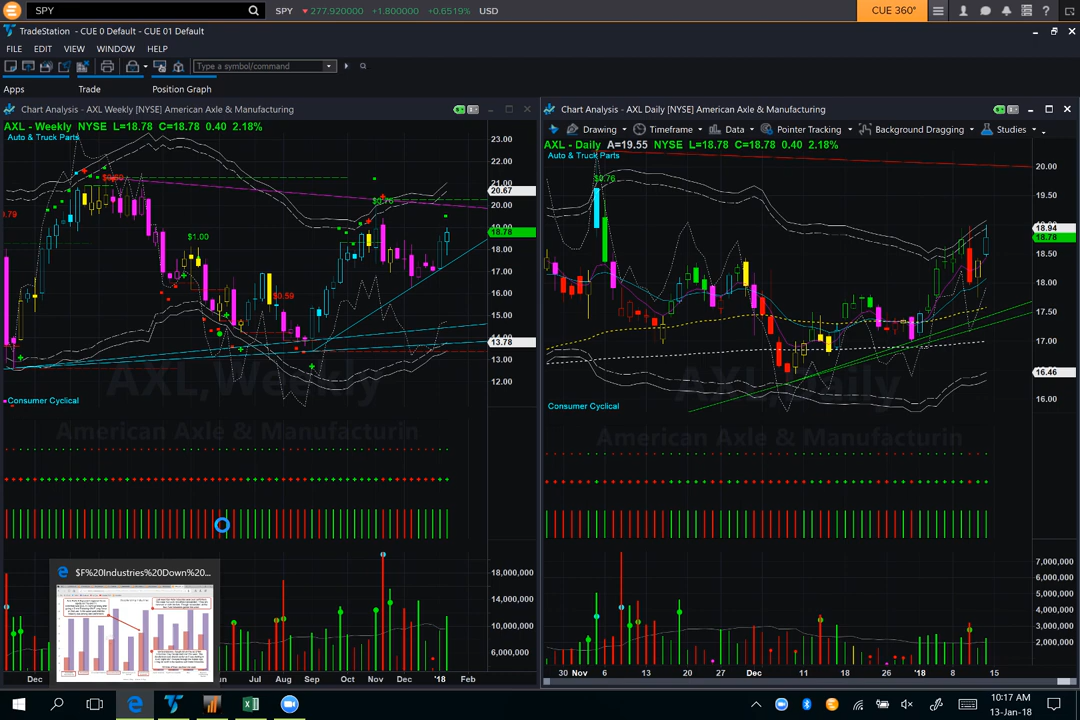 SPY
SPY 277.920000 +1.800000 +0.6519% USD
CUE 360°
TradeStation - CUE 0 Default - CUE 01 Default
FILE EDIT VIEW WINDOW HELP
Type a symbol/command
Apps Trade Position Graph
Chart Analysis - AXL Weekly [NYSE] American Axle & Manufacturing
AXL - Weekly NYSE L=18.78 C=18.78 0.40 2.18%
Auto & Truck Parts
$1.00
$0.59
23.00
22.00
21.00
20.67
20.00
18.78
18.00
17.00
16.00
15.00
14.00
13.78
13.00
12.00
AXL,Weekly
Consumer Cyclical
American Axle & Manufacturin
18,000,000
14,000,000
10,000,000
6,000,000
$F%20Industries%20Down%20...
Dec Jul Aug Sep Oct Nov Dec '18 Feb
Chart Analysis - AXL Daily [NYSE] American Axle & Manufacturing
Drawing Timeframe Data Pointer Tracking Background Dragging Studies
AXL - Daily A=19.55 NYSE L=18.78 C=18.78 0.40 2.18%
Auto & Truck Parts
$0.76
20.00
19.50
18.94
18.78
18.50
18.00
17.50
17.00
16.46
16.00
AXL,Daily
Consumer Cyclical
American Axle & Manufacturin
7,000,000
6,000,000
5,000,000
4,000,000
3,000,000
2,000,000
30 Nov 6 13 20 27 Dec 11 18 26 '18 8 15
10:17 AM
13-Jan-18